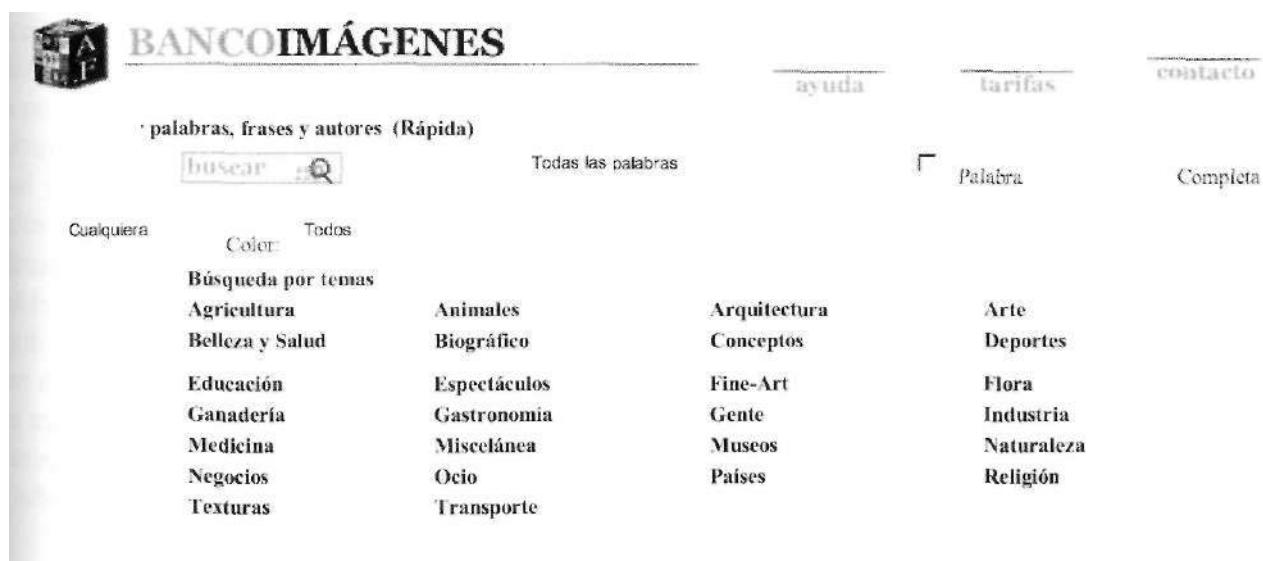 BANCOIMÁGENES
ayuda tarifas contacto
· palabras, frases y autores (Rápida)
buscar Todas las palabras Palabra Completa
Cualquiera Color: Todos
Búsqueda por temas
Agricultura Animales Arquitectura Arte
Belleza y Salud Biográfico Conceptos Deportes
Educación Espectáculos Fine-Art Flora
Ganadería Gastronomía Gente Industria
Medicina Miscelánea Museos Naturaleza
Negocios Ocio Países Religión
Texturas Transporte